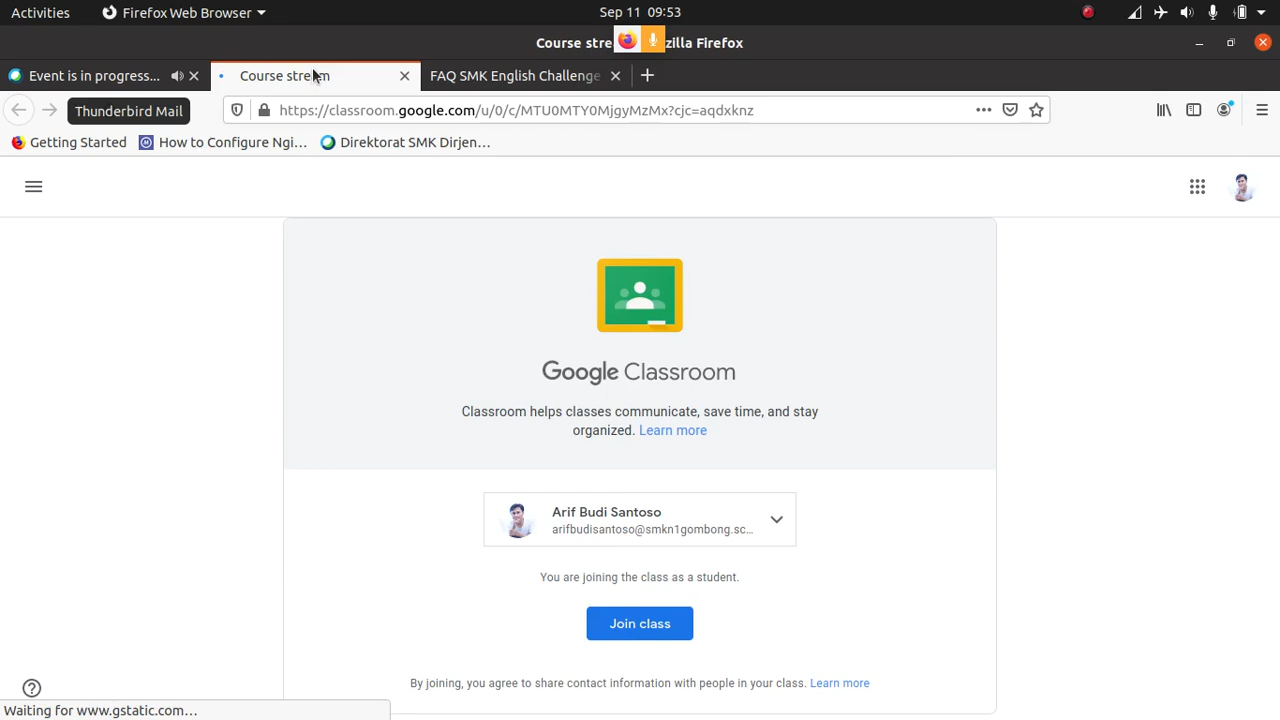 Activities
Firefox Web Browser
Sep 11 09:53
Course stre
zilla Firefox
Event is in progress...
Course stream
FAQ SMK English Challenge
Thunderbird Mail
https://classroom.google.com/u/0/c/MTU0MTY0MjgyMzMx?cjc=aqdxknz
Getting Started
How to Configure Ngi...
Direktorat SMK Dirjen...
Google Classroom
Classroom helps classes communicate, save time, and stay
organized. Learn more
Arif Budi Santoso
arifbudisantoso@smkn1gombong.sc...
You are joining the class as a student.
Join class
By joining, you agree to share contact information with people in your class. Learn more
Waiting for www.gstatic.com...